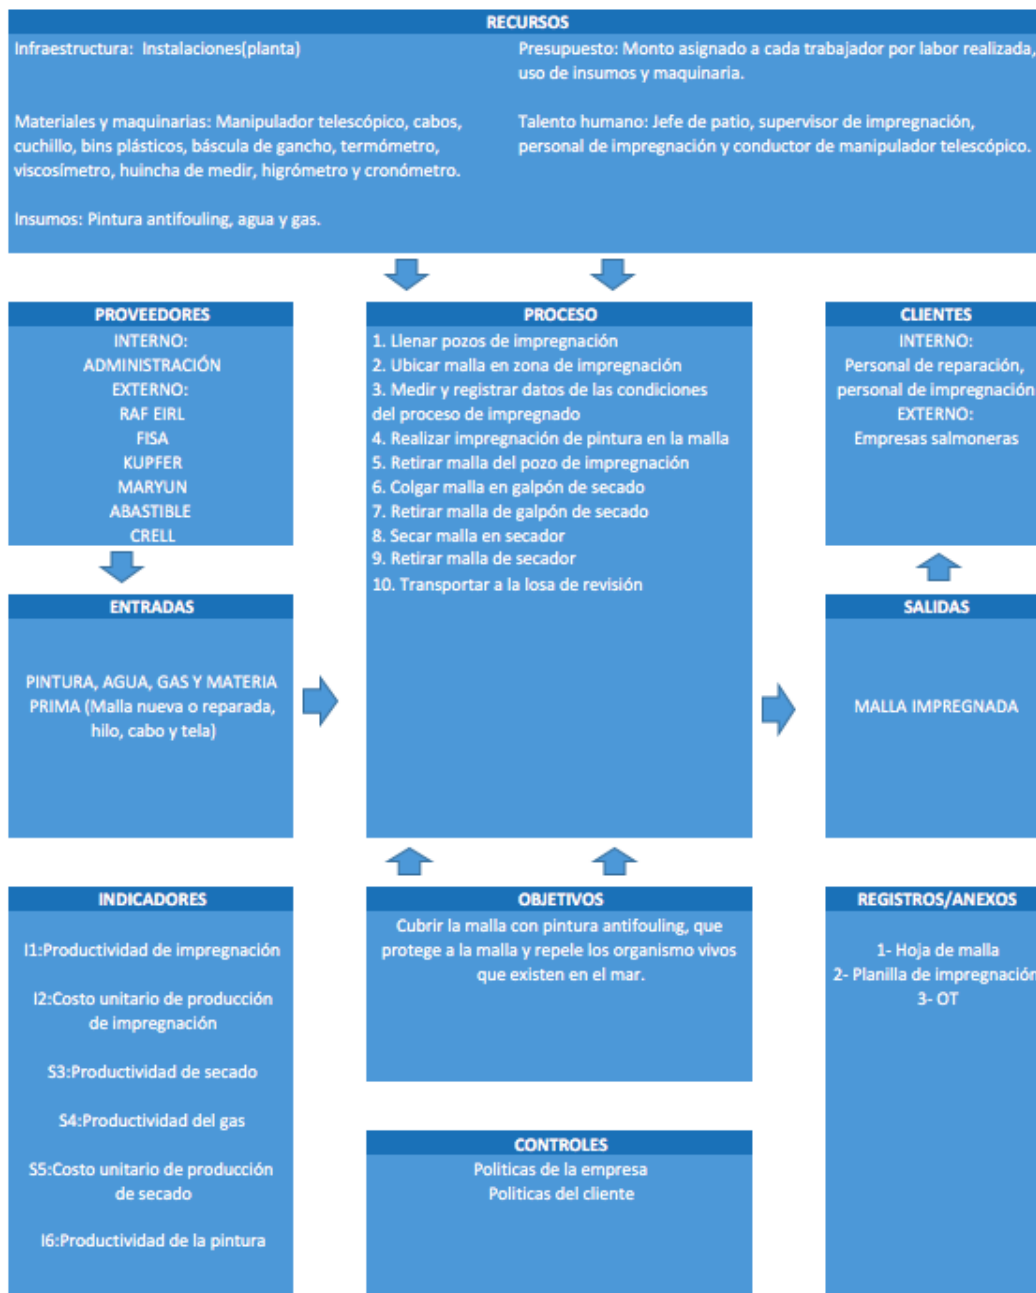 RECURSOS
Infraestructura: Instalaciones(planta)
Materiales y maquinarias: Manipulador telescópico, cabos,
cuchillo, bins plásticos, báscula de gancho, termómetro,
viscosímetro, huincha de medir, higrómetro y cronómetro.
Insumos: Pintura antifouling, agua y gas.
Presupuesto: Monto asignado a cada trabajador por labor realizada,
uso de insumos y maquinaria.
Talento humano: Jefe de patio, supervisor de impregnación,
personal de impregnación y conductor de manipulador telescópico.
PROVEEDORES
INTERNO:
ADMINISTRACIÓN
EXTERNO:
RAF EIRL
FISA
KUPFER
MARYUN
ABASTIBLE
CRELL
ENTRADAS
PINTURA, AGUA, GAS Y MATERIA
PRIMA (Malla nueva o reparada,
hilo, cabo y tela)
PROCESO
1. Llenar pozos de impregnación
2. Ubicar malla en zona de impregnación
3. Medir y registrar datos de las condiciones
del proceso de impregnado
4. Realizar impregnación de pintura en la malla
5. Retirar malla del pozo de impregnación
6. Colgar malla en galpón de secado
7. Retirar malla de galpón de secado
8. Secar malla en secador
9. Retirar malla de secador
10. Transportar a la losa de revisión
CLIENTES
INTERNO:
Personal de reparación,
personal de impregnación
EXTERNO:
Empresas salmoneras
SALIDAS
MALLA IMPREGNADA
INDICADORES
I1:Productividad de impregnación
I2:Costo unitario de producción
de impregnación
S3:Productividad de secado
S4:Productividad del gas
S5:Costo unitario de producción
de secado
I6:Productividad de la pintura
OBJETIVOS
Cubrir la malla con pintura antifouling, que
protege a la malla y repele los organismo vivos
que existen en el mar.
CONTROLES
Politicas de la empresa
Politicas del cliente
REGISTROS/ANEXOS
1- Hoja de malla
2- Planilla de impregnación
3- OT